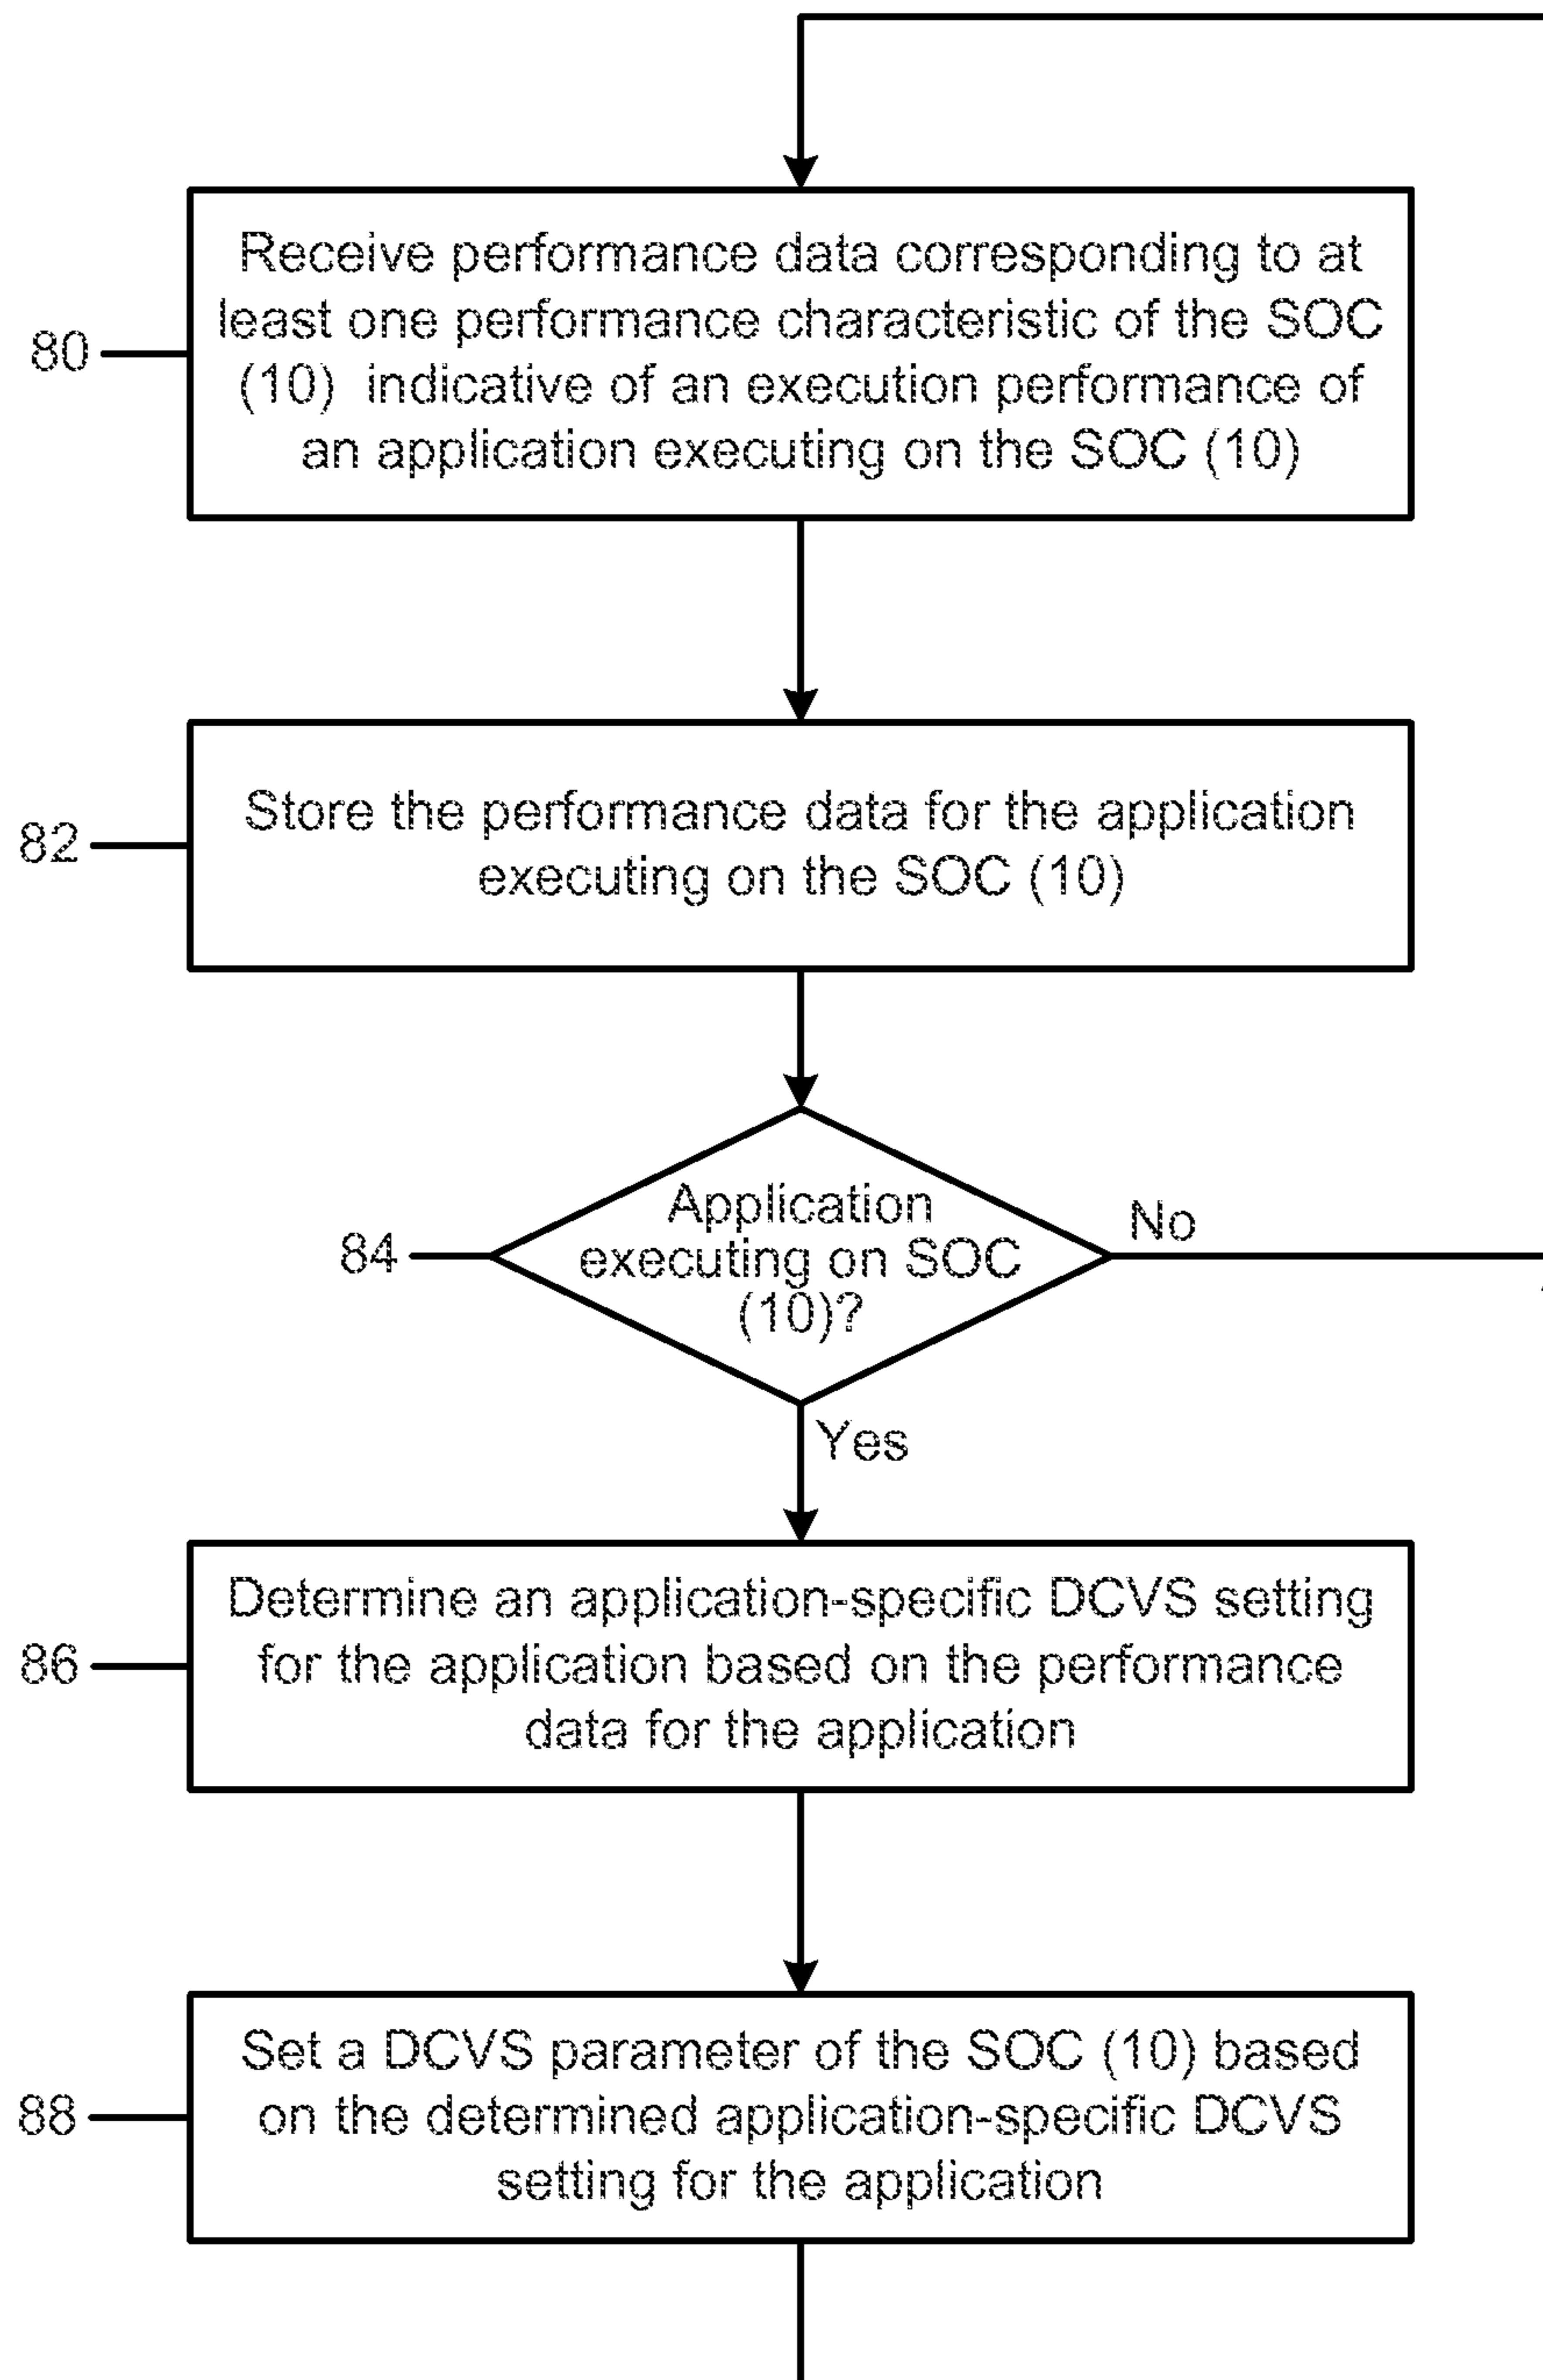 Receive performance data corresponding to at
least one performance characteristic of the SOC
80
(10) indicative of an execution performance of
an application executing on the SOC (10)
Store the performance data for the application
82
executing on the SOC (10)
Application
No
84
executing on SOC
(10)?
Yes
Determine an application-specific DCVS setting
86
for the application based on the performance
data for the application
Set a DCVS parameter of the SOC (10) based
88
on the determined application-specific DCVS
setting for the application